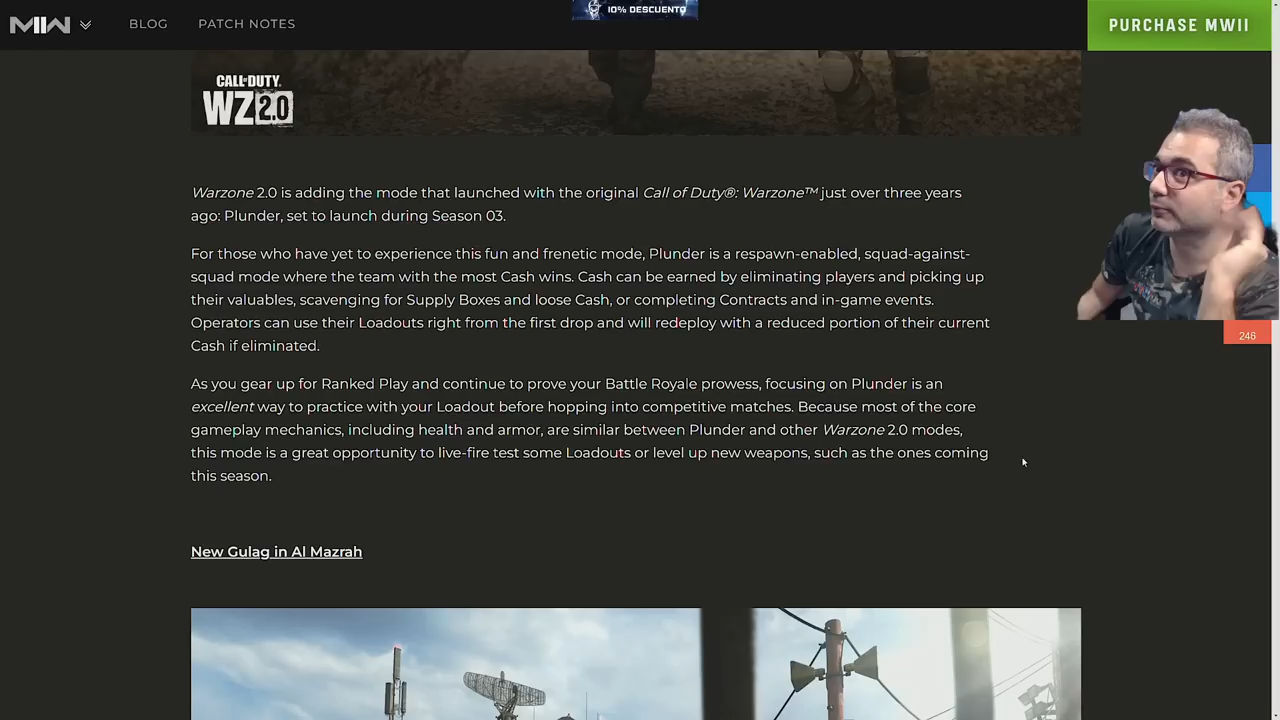 MW BLOG PATCH NOTES 10% DESCUENTO PURCHASE MWII
CALL OF DUTY
WZ 2.0
Warzone 2.0 is adding the mode that launched with the original Call of Duty®: Warzone™ just over three years
ago: Plunder, set to launch during Season 03.
For those who have yet to experience this fun and frenetic mode, Plunder is a respawn-enabled, squad-against-
squad mode where the team with the most Cash wins. Cash can be earned by eliminating players and picking up
their valuables, scavenging for Supply Boxes and loose Cash, or completing Contracts and in-game events.
Operators can use their Loadouts right from the first drop and will redeploy with a reduced portion of their current
246
Cash if eliminated.
As you gear up for Ranked Play and continue to prove your Battle Royale prowess, focusing on Plunder is an
excellent way to practice with your Loadout before hopping into competitive matches. Because most of the core
gameplay mechanics, including health and armor, are similar between Plunder and other Warzone 2.0 modes,
this mode is a great opportunity to live-fire test some Loadouts or level up new weapons, such as the ones coming
this season.
New Gulag in Al Mazrah